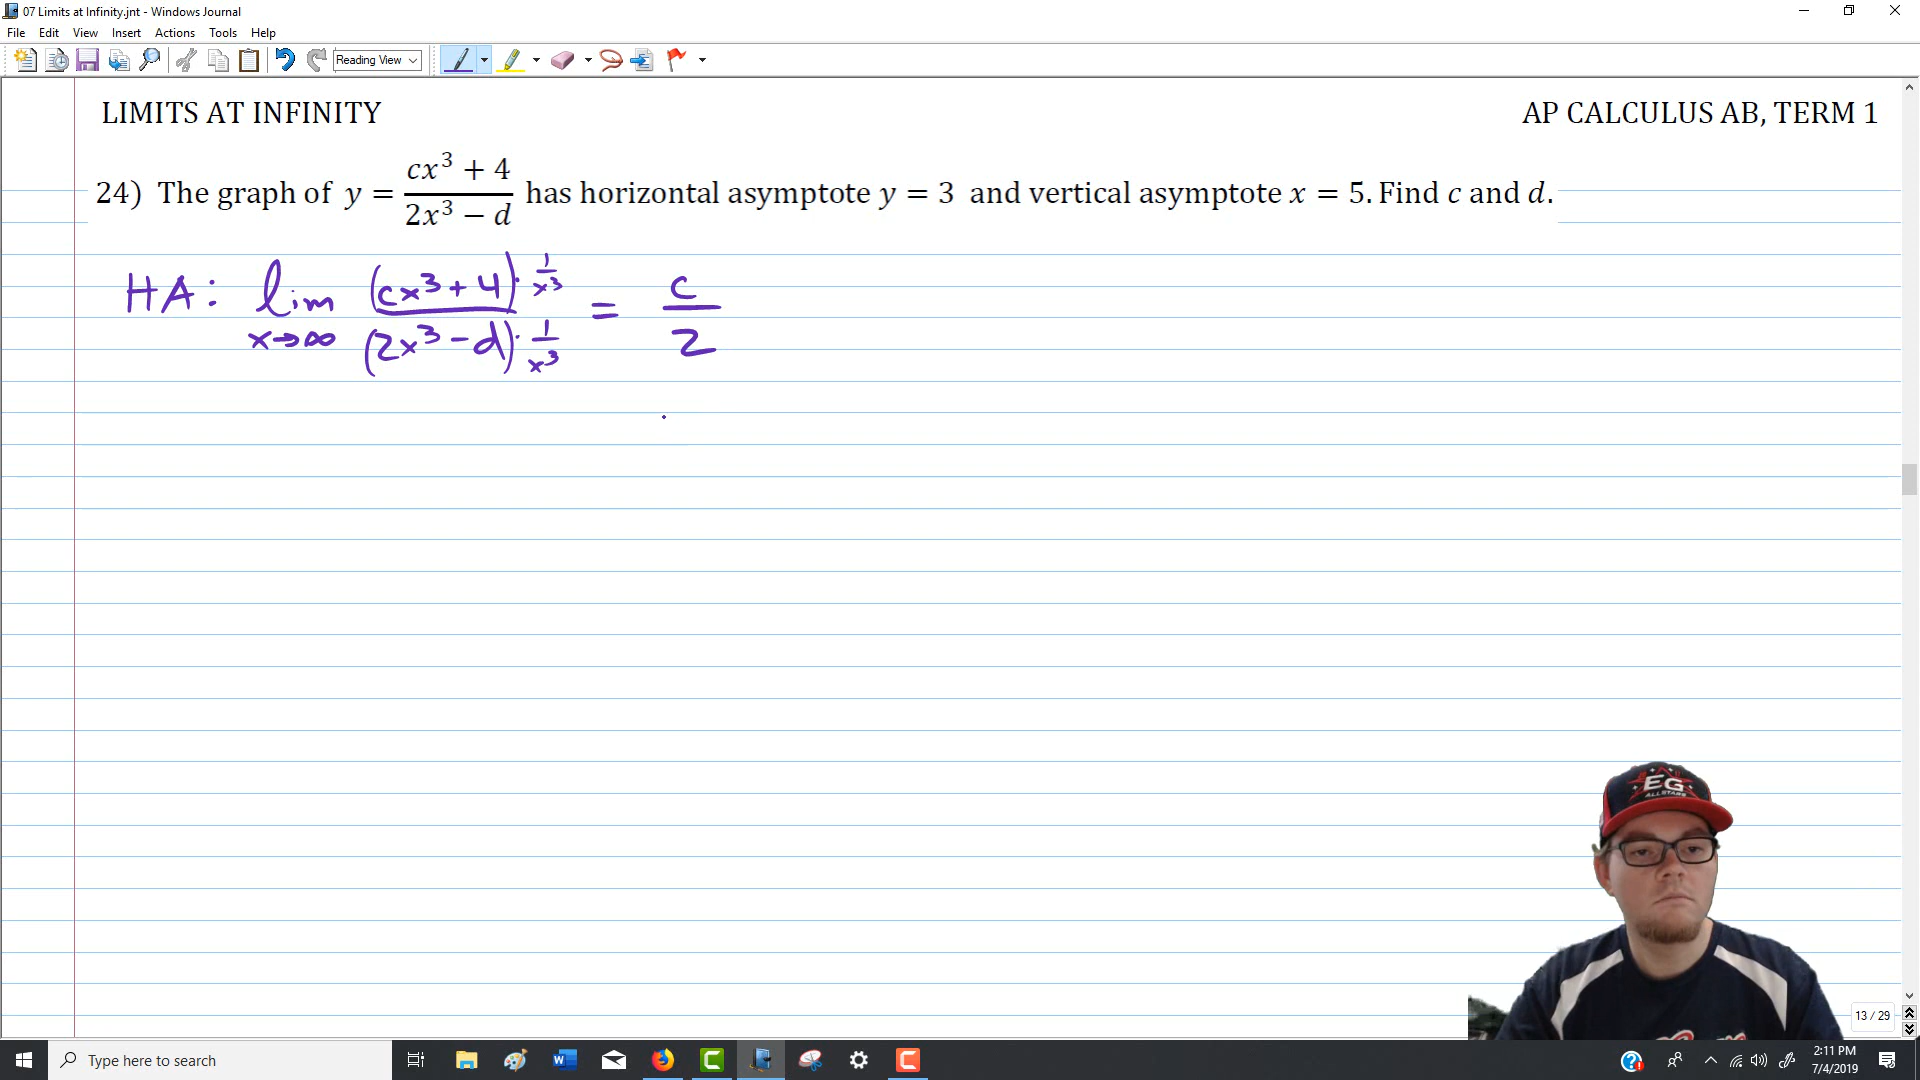 07 Limits at Infinity.jnt - Windows Journal
File Edit View Insert Actions Tools Help
Reading View
LIMITS AT INFINITY AP CALCULUS AB, TERM 1
24) The graph of y = (cx³ + 4)/(2x³ − d) has horizontal asymptote y = 3 and vertical asymptote x = 5. Find c and d.
HA: lim x→∞ (cx³+4)·1/x³ / (2x³−d)·1/x³ = c/2
EG
ALLSTARS
13 / 29
Type here to search
2:11 PM
7/4/2019